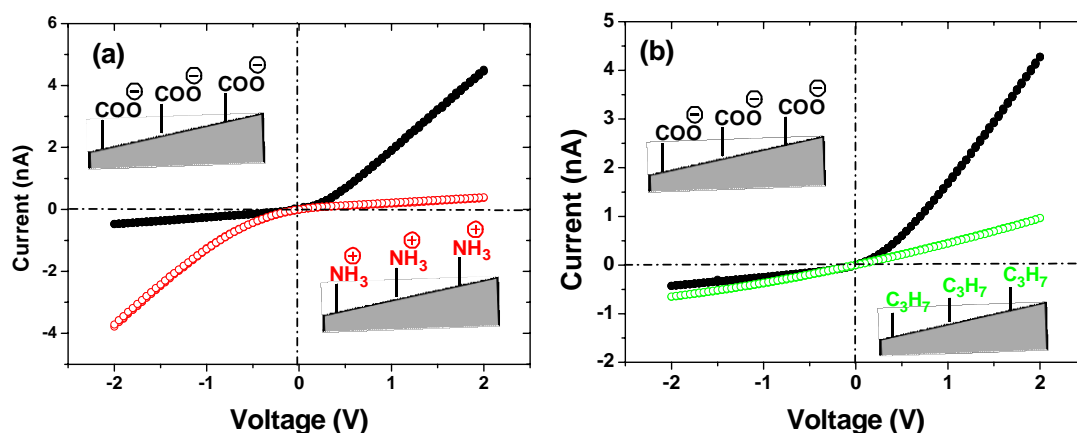 (a)
COO⊖ COO⊖ COO⊖
NH₃⊕ NH₃⊕ NH₃⊕
6
4
2
0
-2
-4
-2 -1 0 1 2
Current (nA)
Voltage (V)
(b)
COO⊖ COO⊖ COO⊖
C₃H₇ C₃H₇ C₃H₇
5
4
3
2
1
0
-1
-2
-2 -1 0 1 2
Current (nA)
Voltage (V)